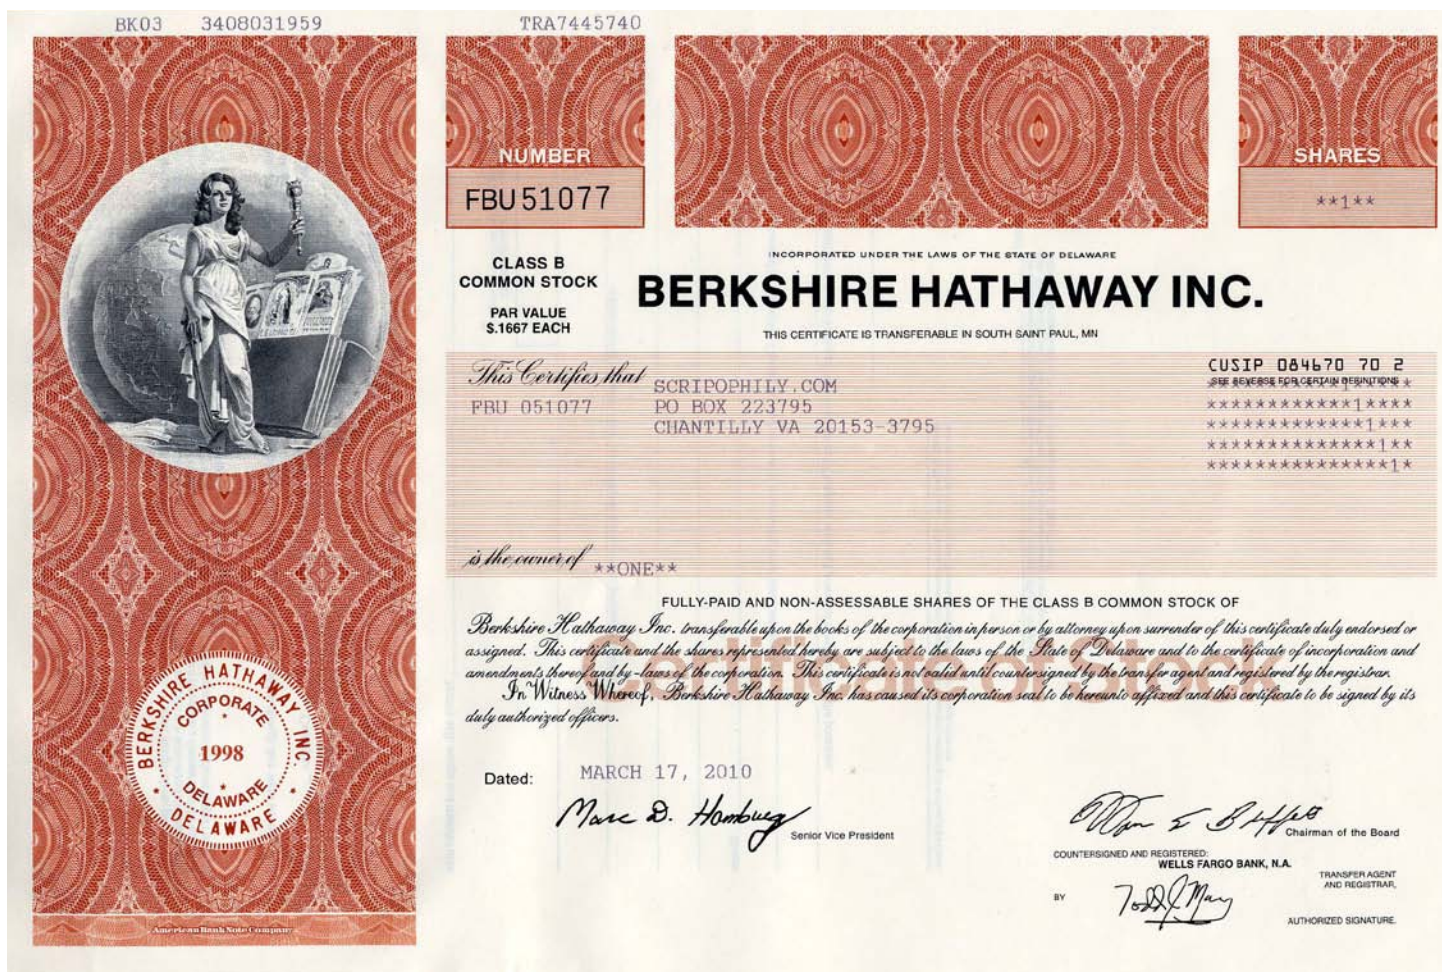 BK03 3408031959 TRA7445740
NUMBER
FBU 51077
SHARES
**1**
CLASS B
COMMON STOCK
PAR VALUE
$.1667 EACH
INCORPORATED UNDER THE LAWS OF THE STATE OF DELAWARE
BERKSHIRE HATHAWAY INC.
THIS CERTIFICATE IS TRANSFERABLE IN SOUTH SAINT PAUL, MN
This Certifies that
FBU 051077
SCRIPOPHILY.COM
PO BOX 223795
CHANTILLY VA 20153-3795
CUSIP 084670 70 2
SEE REVERSE FOR CERTAIN DEFINITIONS
************1****
*************1***
**************1**
***************1*
is the owner of **ONE**
FULLY-PAID AND NON-ASSESSABLE SHARES OF THE CLASS B COMMON STOCK OF
Certificate of Stock
Berkshire Hathaway Inc. transferable upon the books of the corporation in person or by attorney upon surrender of this certificate duly endorsed or
assigned. This certificate and the shares represented hereby are subject to the laws of the State of Delaware and to the certificate of incorporation and
amendments thereof and by-laws of the corporation. This certificate is not valid until countersigned by the transfer agent and registered by the registrar.
In Witness Whereof, Berkshire Hathaway Inc. has caused its corporation seal to be hereunto affixed and this certificate to be signed by its
duly authorized officers.
Dated: MARCH 17, 2010
Marc D. Hamburg
Senior Vice President
Chairman of the Board
COUNTERSIGNED AND REGISTERED:
WELLS FARGO BANK, N.A.
TRANSFER AGENT
AND REGISTRAR,
BY
AUTHORIZED SIGNATURE.
BERKSHIRE HATHAWAY INC.
CORPORATE
1998
DELAWARE
DELAWARE
American Bank Note Company